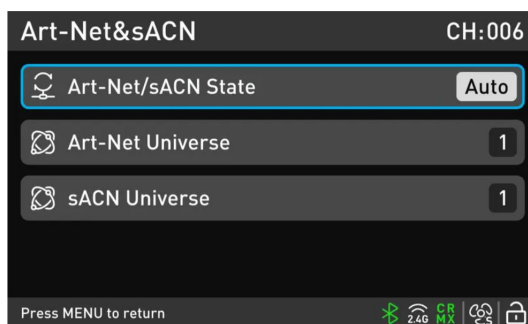 Art-Net&sACN CH:006
Art-Net/sACN State Auto
Art-Net Universe 1
sACN Universe 1
Press MENU to return 2.4G CR MX